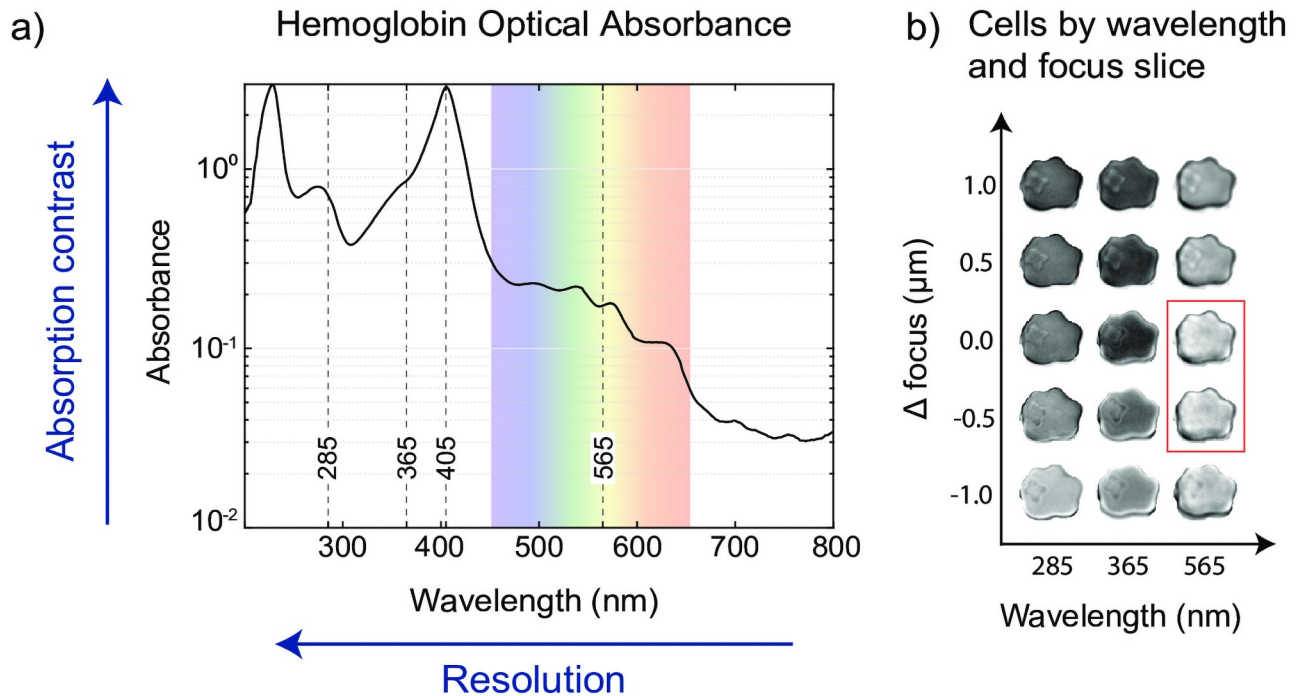 a)
Hemoglobin Optical Absorbance
Absorption contrast
Absorbance
10^0
10^-1
10^-2
285
365
405
565
300 400 500 600 700 800
Wavelength (nm)
Resolution
b) Cells by wavelength
and focus slice
Δ focus (μm)
1.0
0.5
0.0
-0.5
-1.0
285 365 565
Wavelength (nm)